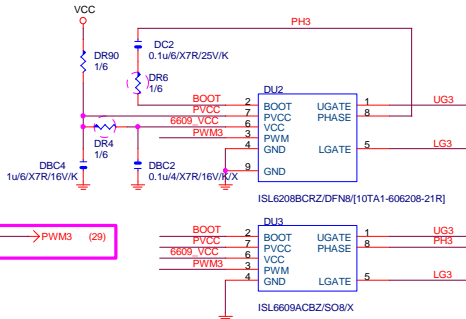 VCC
PH3
DR90
1/6
DC2
0.1u/6/X7R/25V/K
DR6
1/6
DU2
BOOT 2 BOOT UGATE 1 UG3
PVCC 7 PVCC PHASE 8
6609_VCC 6 VCC
PWM3 3 PWM
4 GND LGATE 5 LG3
9 GND
DR4
1/6
DBC4
1u/6/X7R/16V/K
DBC2
0.1u/4/X7R/16V/K/X
ISL6208BCRZ/DFN8/[10TA1-606208-21R]
PWM3 (29)
DU3
BOOT 2 BOOT UGATE 1 UG3
PVCC 7 PVCC PHASE 8 PH3
6609_VCC 6 VCC
PWM3 3 PWM
4 GND LGATE 5 LG3
ISL6609ACBZ/SO8/X